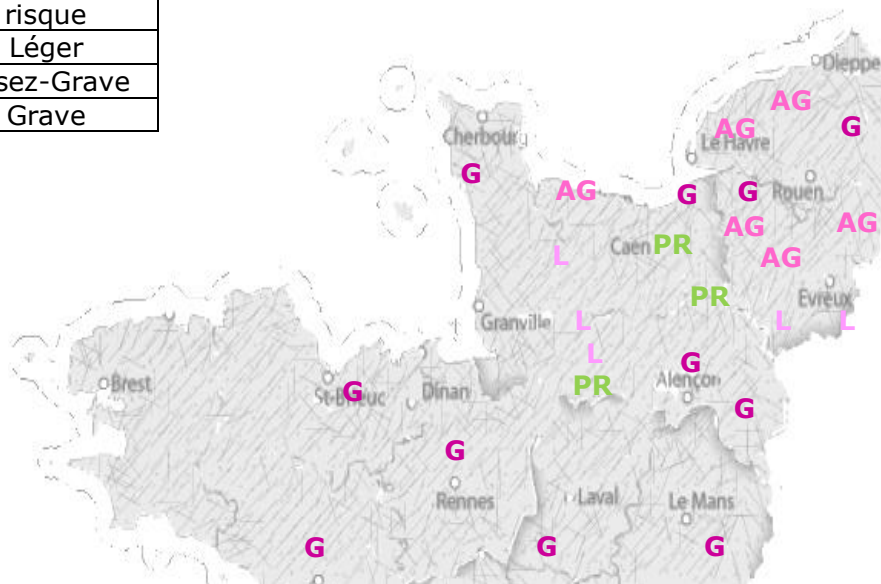 risque
Léger
sez-Grave
Grave
Dieppe
AG
AG
G
Cherbourg
Le Havre
G
AG
G
G
Rouen
AG
AG
Caen
PR
L
AG
PR
Evreux
Granville
L
L
L
L
G
Brest
PR
Alençon
St-Brieuc
G
Dinan
G
G
Rennes
Laval
Le Mans
G
G
G